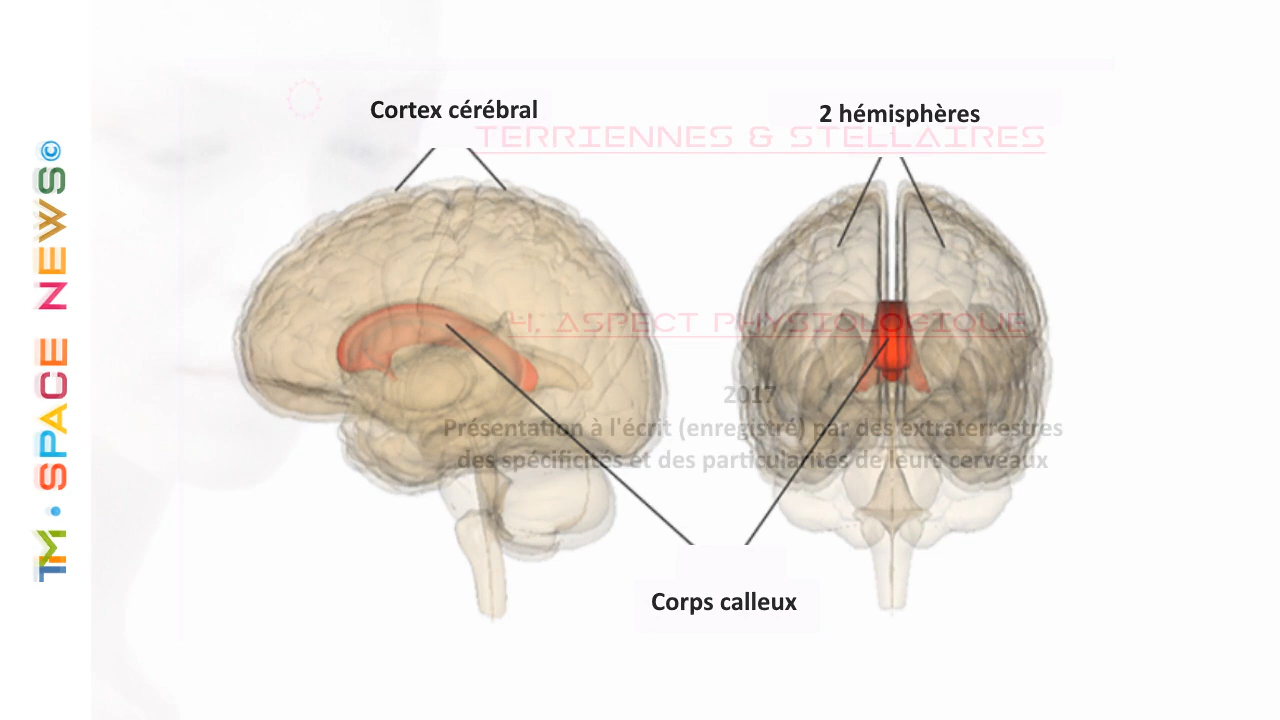 TM • SPACE NEWS©
Cortex cérébral
2 hémisphères
TERRIENNES & STELLAIRES
4. ASPECT PHYSIOLOGIQUE
2017
Présentation à l'écrit (enregistré) par des extraterrestres
des spécificités et des particularités de leurs cerveaux
Corps calleux